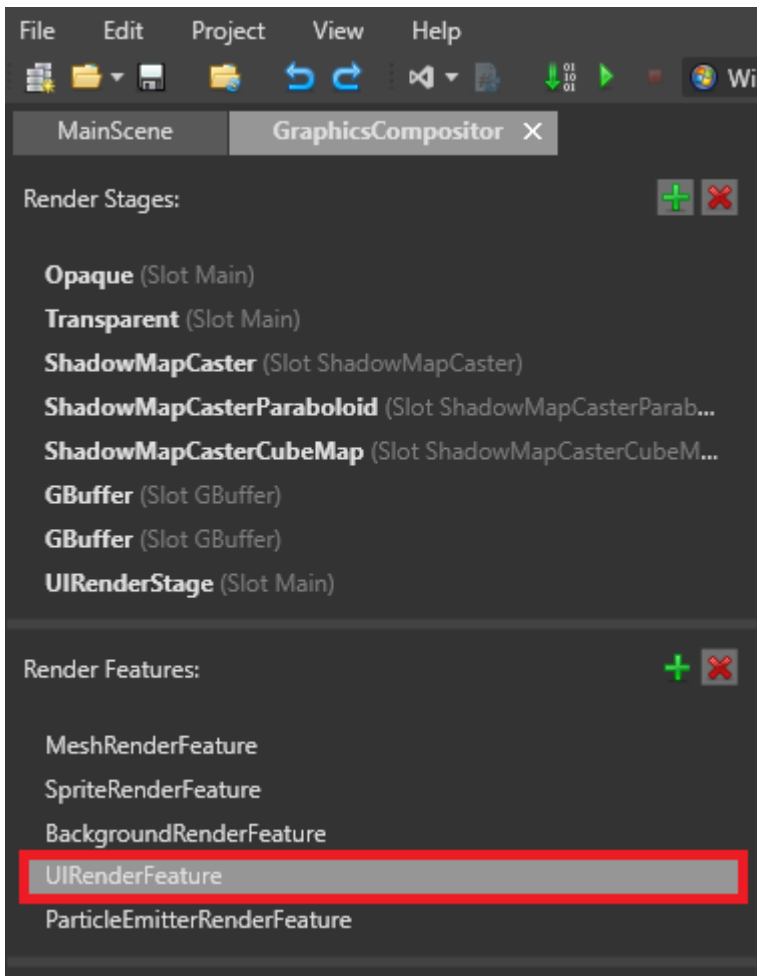 File Edit Project View Help
Wi
MainScene GraphicsCompositor
Render Stages:
Opaque (Slot Main)
Transparent (Slot Main)
ShadowMapCaster (Slot ShadowMapCaster)
ShadowMapCasterParaboloid (Slot ShadowMapCasterParab...
ShadowMapCasterCubeMap (Slot ShadowMapCasterCubeM...
GBuffer (Slot GBuffer)
GBuffer (Slot GBuffer)
UIRenderStage (Slot Main)
Render Features:
MeshRenderFeature
SpriteRenderFeature
BackgroundRenderFeature
UIRenderFeature
ParticleEmitterRenderFeature